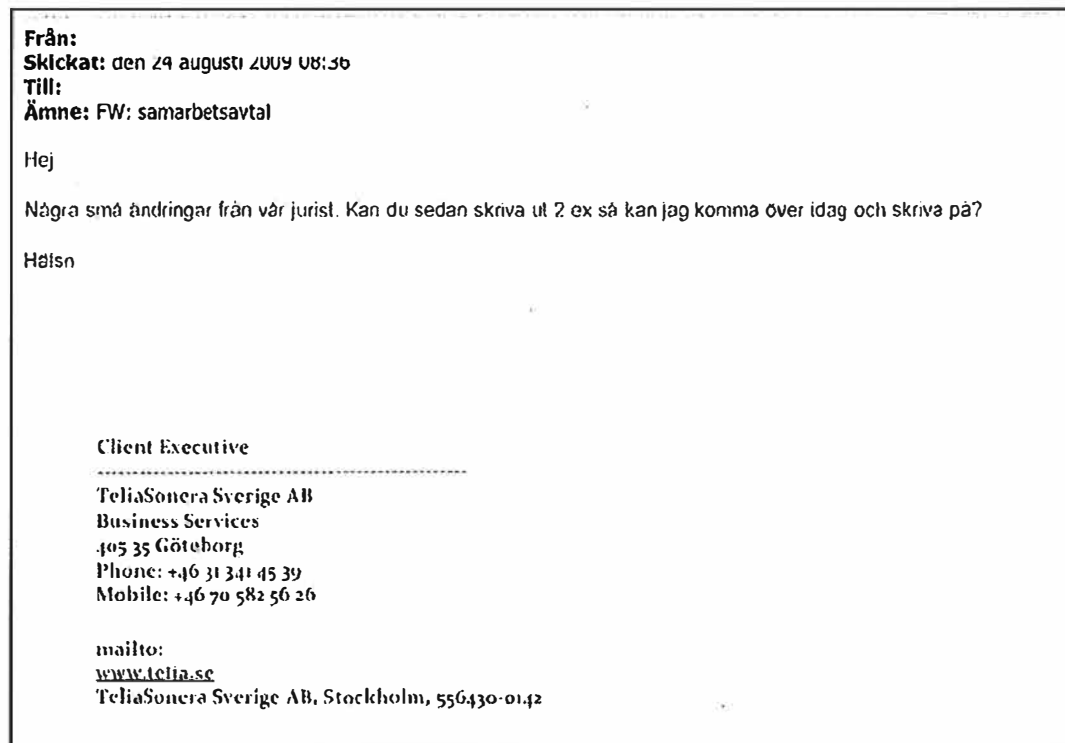 Från:
Skickat: den 24 augusti 2009 08:36
Till:
Ämne: FW: samarbetsavtal
Hej
Några små ändringar från vår jurist. Kan du sedan skriva ut 2 ex så kan jag komma över idag och skriva på?
Hälsn
Client Executive
--------------------------------------------------
TeliaSonera Sverige AB
Business Services
405 35 Göteborg
Phone: +46 31 341 45 39
Mobile: +46 70 582 56 26
mailto:
www.telia.se
TeliaSonera Sverige AB, Stockholm, 556430-0142